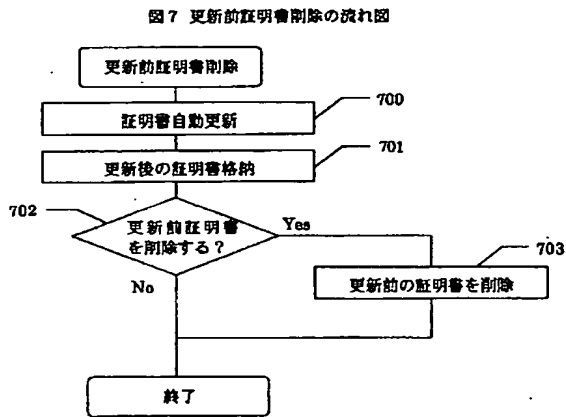 図7 更新前証明書削除の流れ図
更新前証明書削除
700
証明書自動更新
701
更新後の証明書格納
702
更新前証明書
を削除する？
Yes
703
更新前の証明書を削除
No
終了